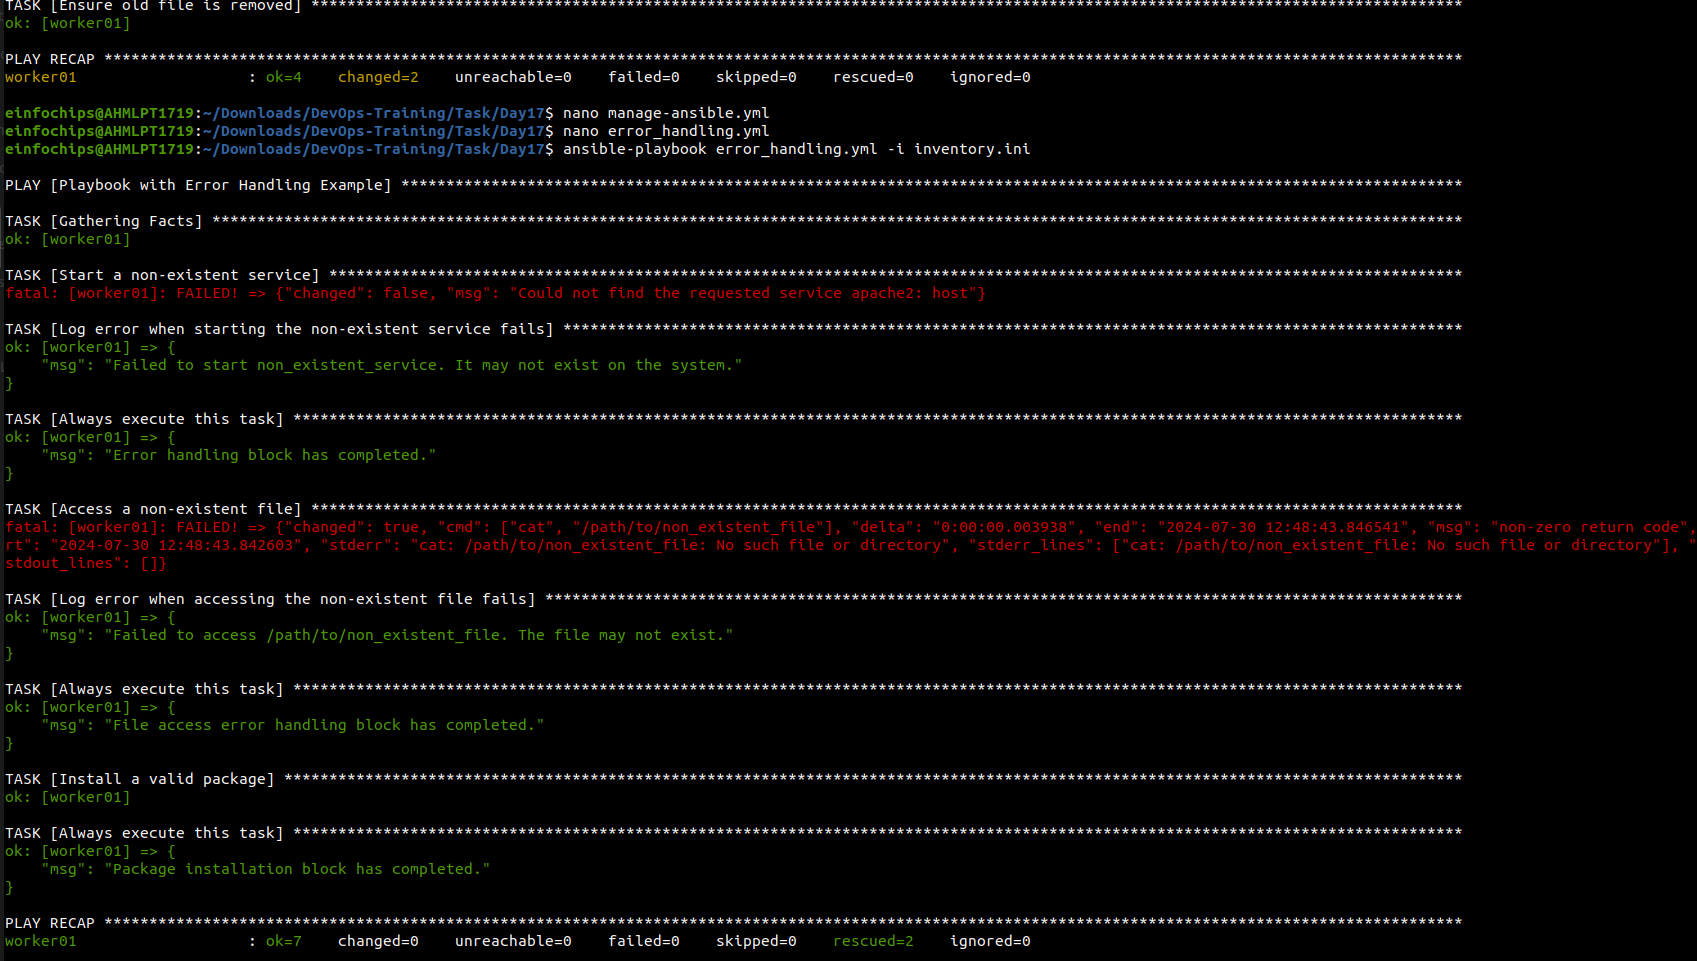 TASK [Ensure old file is removed] ********************************************************************************************************************************
ok: [worker01]
PLAY RECAP *******************************************************************************************************************************************************
worker01                   : ok=4    changed=2    unreachable=0    failed=0    skipped=0    rescued=0    ignored=0
einfochips@AHMLPT1719:~/Downloads/DevOps-Training/Task/Day17$ nano manage-ansible.yml
einfochips@AHMLPT1719:~/Downloads/DevOps-Training/Task/Day17$ nano error_handling.yml
einfochips@AHMLPT1719:~/Downloads/DevOps-Training/Task/Day17$ ansible-playbook error_handling.yml -i inventory.ini
PLAY [Playbook with Error Handling Example] **********************************************************************************************************************
TASK [Gathering Facts] *******************************************************************************************************************************************
ok: [worker01]
TASK [Start a non-existent service] ******************************************************************************************************************************
fatal: [worker01]: FAILED! => {"changed": false, "msg": "Could not find the requested service apache2: host"}
TASK [Log error when starting the non-existent service fails] ****************************************************************************************************
ok: [worker01] => {
    "msg": "Failed to start non_existent_service. It may not exist on the system."
}
TASK [Always execute this task] **********************************************************************************************************************************
ok: [worker01] => {
    "msg": "Error handling block has completed."
}
TASK [Access a non-existent file] ********************************************************************************************************************************
fatal: [worker01]: FAILED! => {"changed": true, "cmd": ["cat", "/path/to/non_existent_file"], "delta": "0:00:00.003938", "end": "2024-07-30 12:48:43.846541", "msg": "non-zero return code",
rt": "2024-07-30 12:48:43.842603", "stderr": "cat: /path/to/non_existent_file: No such file or directory", "stderr_lines": ["cat: /path/to/non_existent_file: No such file or directory"], "
stdout_lines": []}
TASK [Log error when accessing the non-existent file fails] ******************************************************************************************************
ok: [worker01] => {
    "msg": "Failed to access /path/to/non_existent_file. The file may not exist."
}
TASK [Always execute this task] **********************************************************************************************************************************
ok: [worker01] => {
    "msg": "File access error handling block has completed."
}
TASK [Install a valid package] ***********************************************************************************************************************************
ok: [worker01]
TASK [Always execute this task] **********************************************************************************************************************************
ok: [worker01] => {
    "msg": "Package installation block has completed."
}
PLAY RECAP *******************************************************************************************************************************************************
worker01                   : ok=7    changed=0    unreachable=0    failed=0    skipped=0    rescued=2    ignored=0